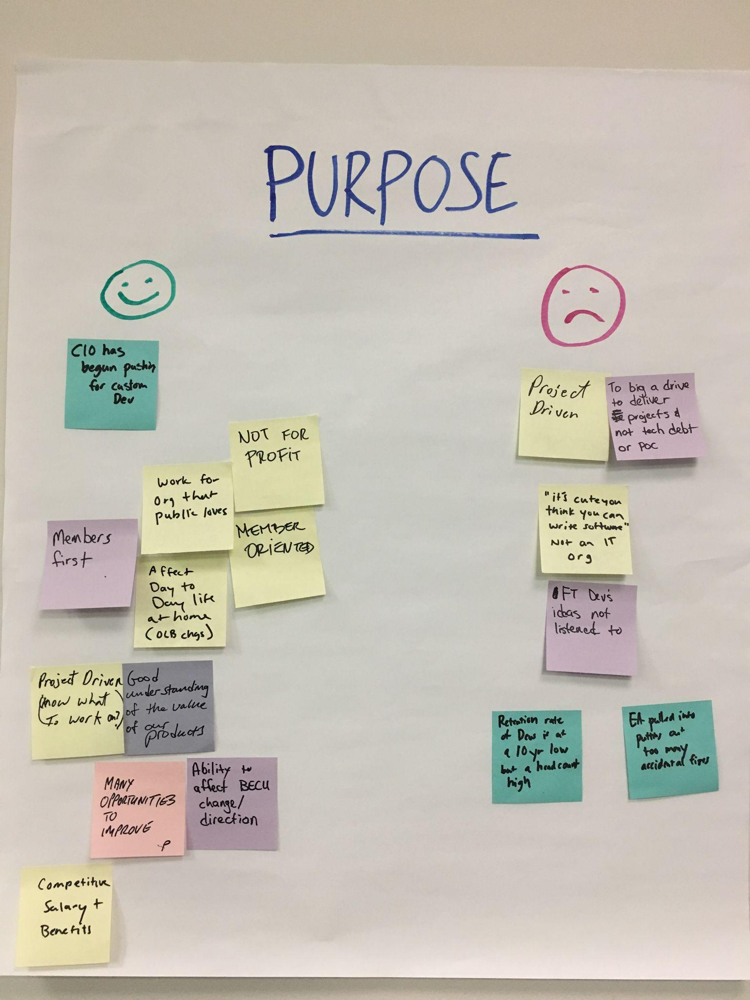 PURPOSE
CIO has
begun pushing
for custom
Dev
NOT FOR
PROFIT
Work for
Org that
public loves
MEMBER
ORIENTED
Members
first
Affect
Day to
Day life
at home
(OLB chgs)
Project Driven
(know what
to work on?)
Good
understanding
of the value
of our
products
MANY
OPPORTUNITIES
TO
IMPROVE
Ability to
affect BECU
change/
direction
Competitive
Salary +
Benefits
Project
Driven
To big a drive
to deliver
projects &
not tech debt
or POC
"it's cute you
think you can
write software"
Not an IT
org
FT Dev's
ideas not
listened to
Retention rate
of Devs is at
a 10 yr low
but a headcount
high
EA pulled into
putting out
too many
accidental fires